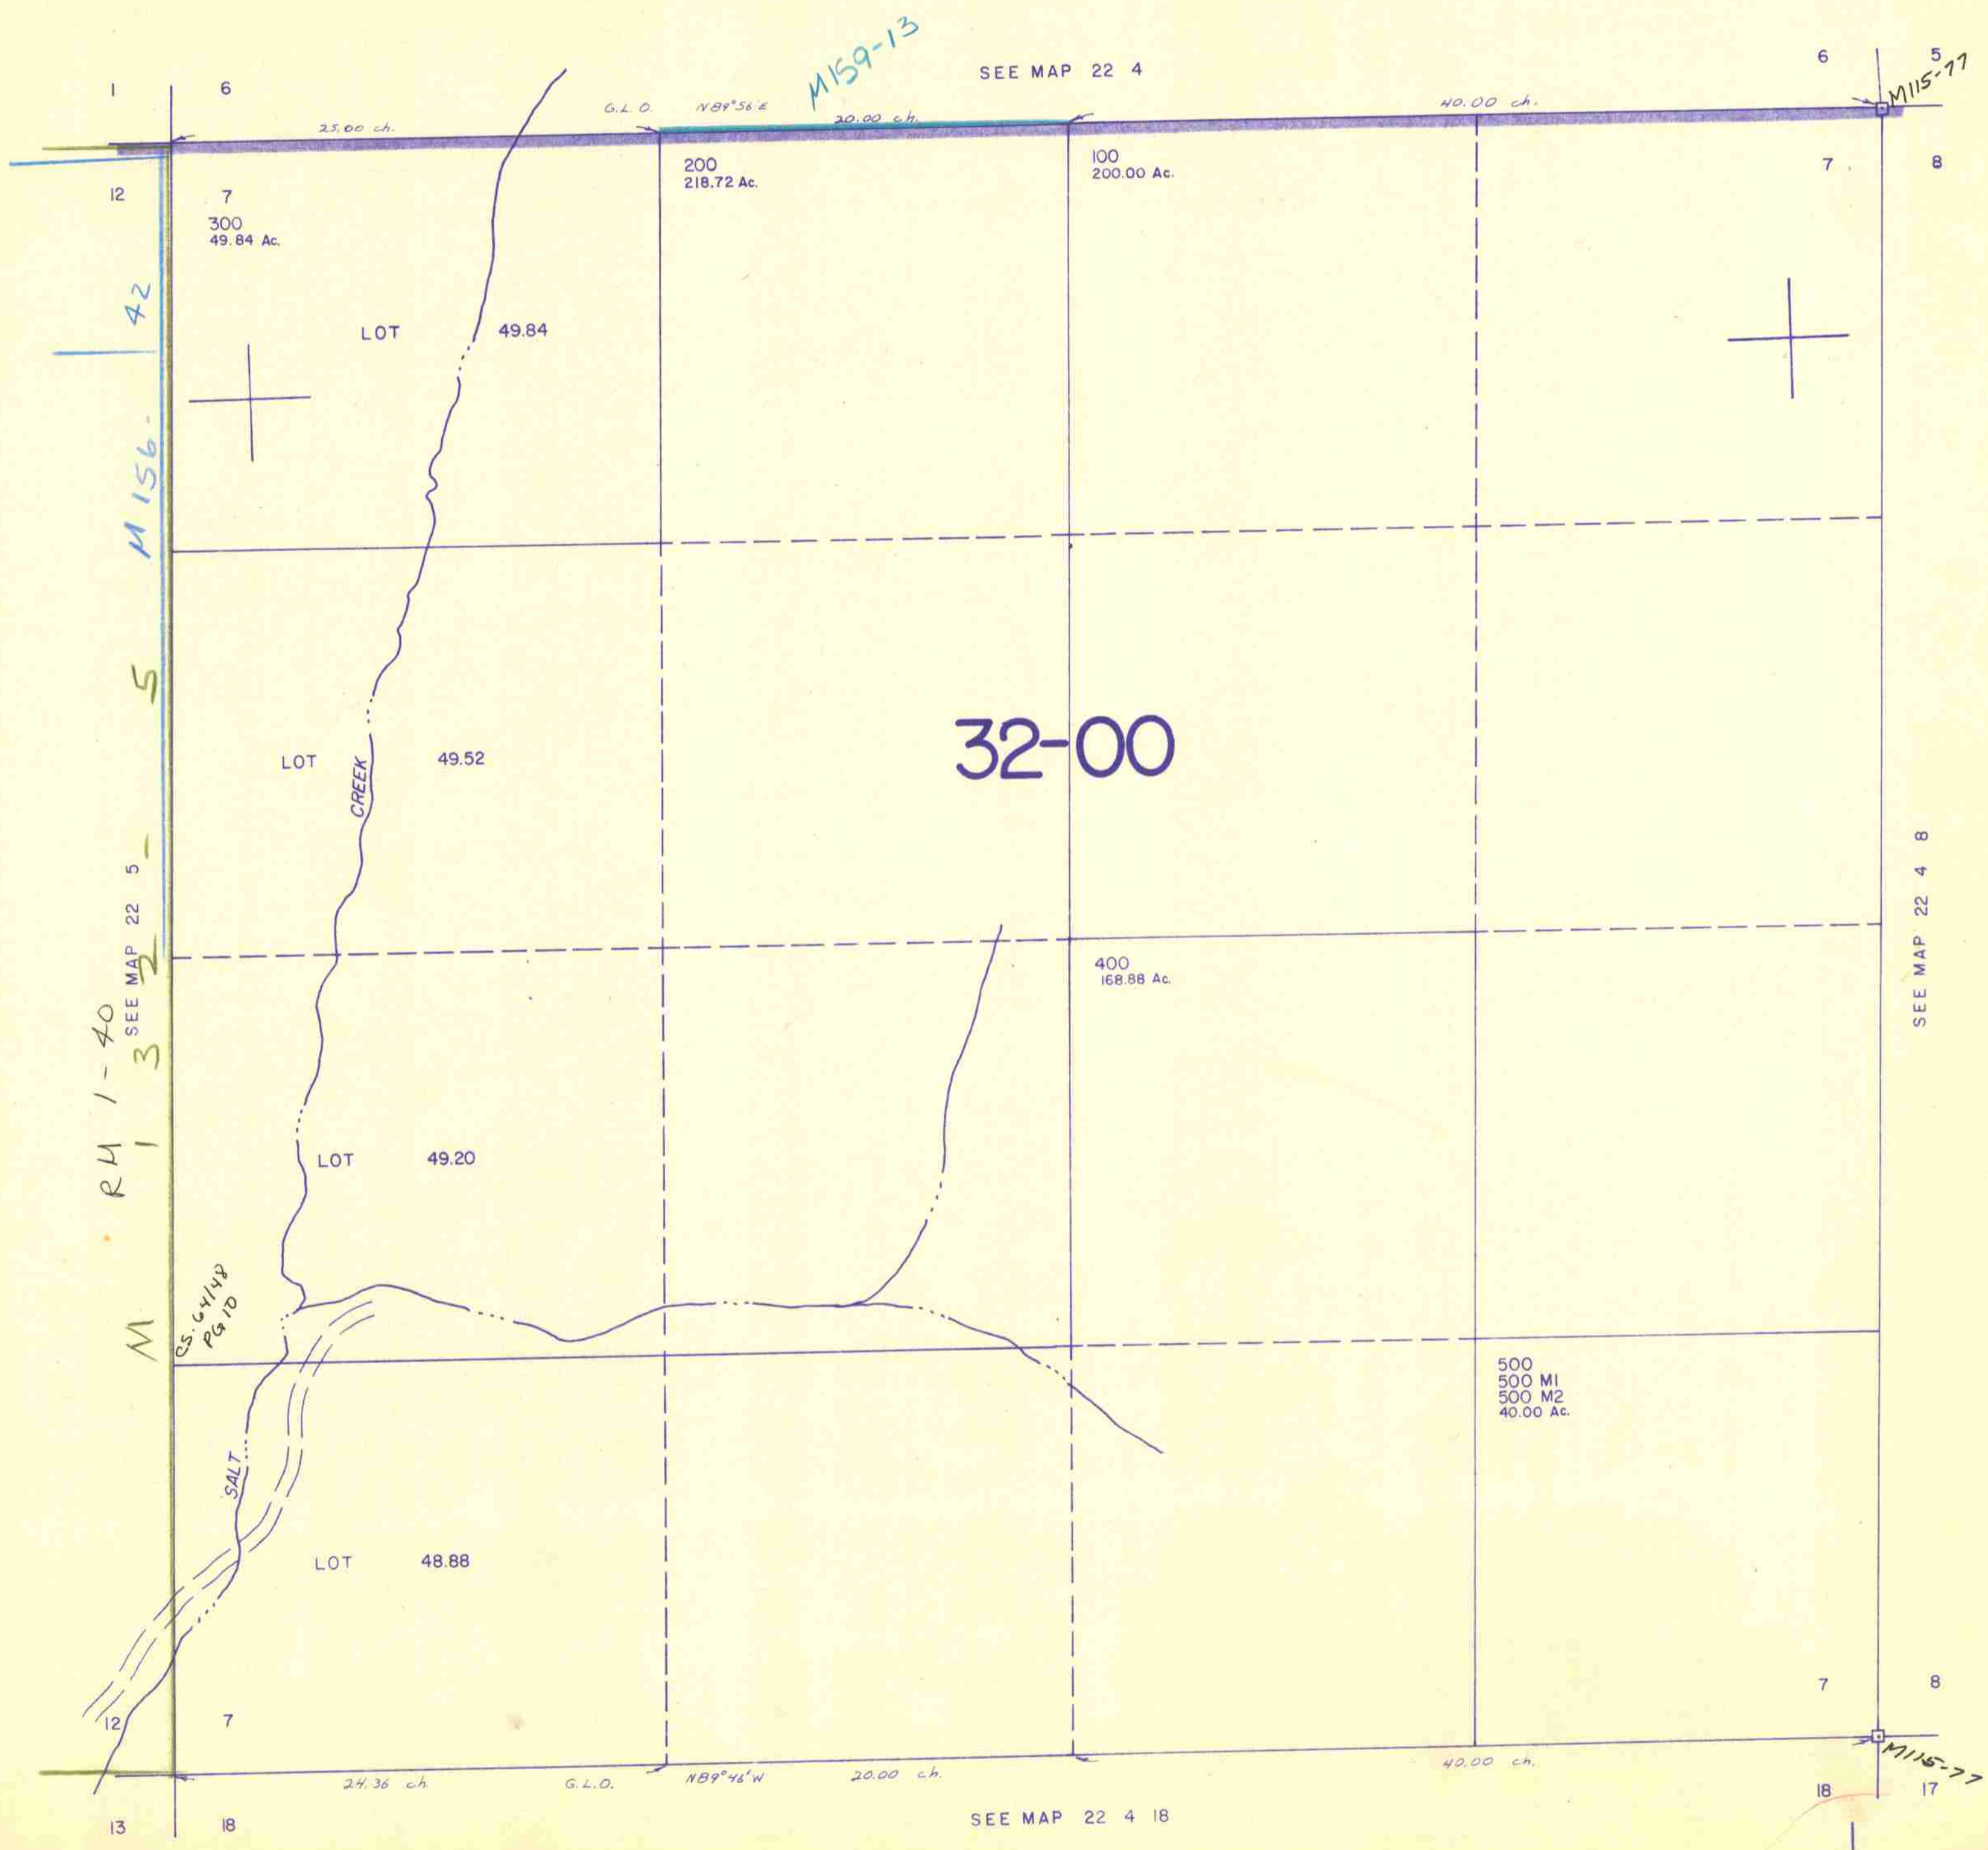 M159-13
SEE MAP 22 4
1 6
6 5
M115-77
G.L.O. N89°56'E
25.00 ch.
20.00 ch.
40.00 ch.
12 7
300
49.84 Ac.
200
218.72 Ac.
100
200.00 Ac.
7 8
LOT 49.84
M 156-42
32-00
LOT 49.52
CREEK
SEE MAP 22 5
M 132-5
RM 1-40
SEE MAP 22 4 8
400
168.88 Ac.
LOT 49.20
C.S. 64/48
PG 10
500
500 M1
500 M2
40.00 Ac.
SALT
LOT 48.88
12 7
7 8
24.36 ch.
G.L.O. N89°46'W
20.00 ch.
40.00 ch.
M115-77
13 18
SEE MAP 22 4 18
18 17